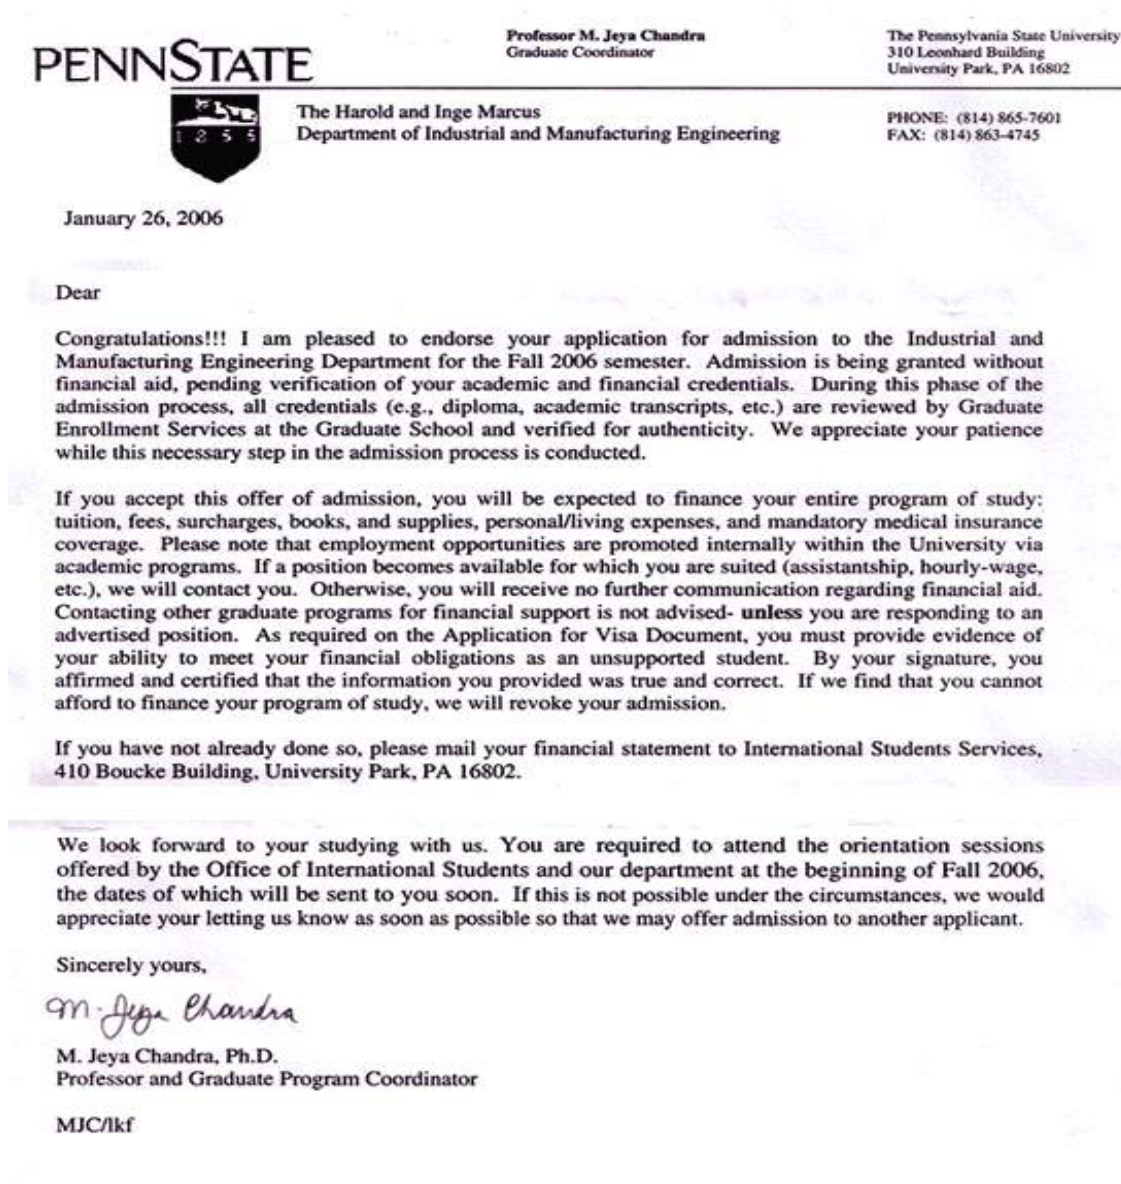 PENNSTATE
1 8 5 5
Professor M. Jeya Chandra
Graduate Coordinator
The Pennsylvania State University
310 Leonhard Building
University Park, PA 16802
The Harold and Inge Marcus
Department of Industrial and Manufacturing Engineering
PHONE: (814) 865-7601
FAX: (814) 863-4745
January 26, 2006
Dear
Congratulations!!! I am pleased to endorse your application for admission to the Industrial and
Manufacturing Engineering Department for the Fall 2006 semester. Admission is being granted without
financial aid, pending verification of your academic and financial credentials. During this phase of the
admission process, all credentials (e.g., diploma, academic transcripts, etc.) are reviewed by Graduate
Enrollment Services at the Graduate School and verified for authenticity. We appreciate your patience
while this necessary step in the admission process is conducted.
If you accept this offer of admission, you will be expected to finance your entire program of study:
tuition, fees, surcharges, books, and supplies, personal/living expenses, and mandatory medical insurance
coverage. Please note that employment opportunities are promoted internally within the University via
academic programs. If a position becomes available for which you are suited (assistantship, hourly-wage,
etc.), we will contact you. Otherwise, you will receive no further communication regarding financial aid.
Contacting other graduate programs for financial support is not advised- unless you are responding to an
advertised position. As required on the Application for Visa Document, you must provide evidence of
your ability to meet your financial obligations as an unsupported student. By your signature, you
affirmed and certified that the information you provided was true and correct. If we find that you cannot
afford to finance your program of study, we will revoke your admission.
If you have not already done so, please mail your financial statement to International Students Services,
410 Boucke Building, University Park, PA 16802.
We look forward to your studying with us. You are required to attend the orientation sessions
offered by the Office of International Students and our department at the beginning of Fall 2006,
the dates of which will be sent to you soon. If this is not possible under the circumstances, we would
appreciate your letting us know as soon as possible so that we may offer admission to another applicant.
Sincerely yours,
M. Jeya Chandra
M. Jeya Chandra, Ph.D.
Professor and Graduate Program Coordinator
MJC/lkf